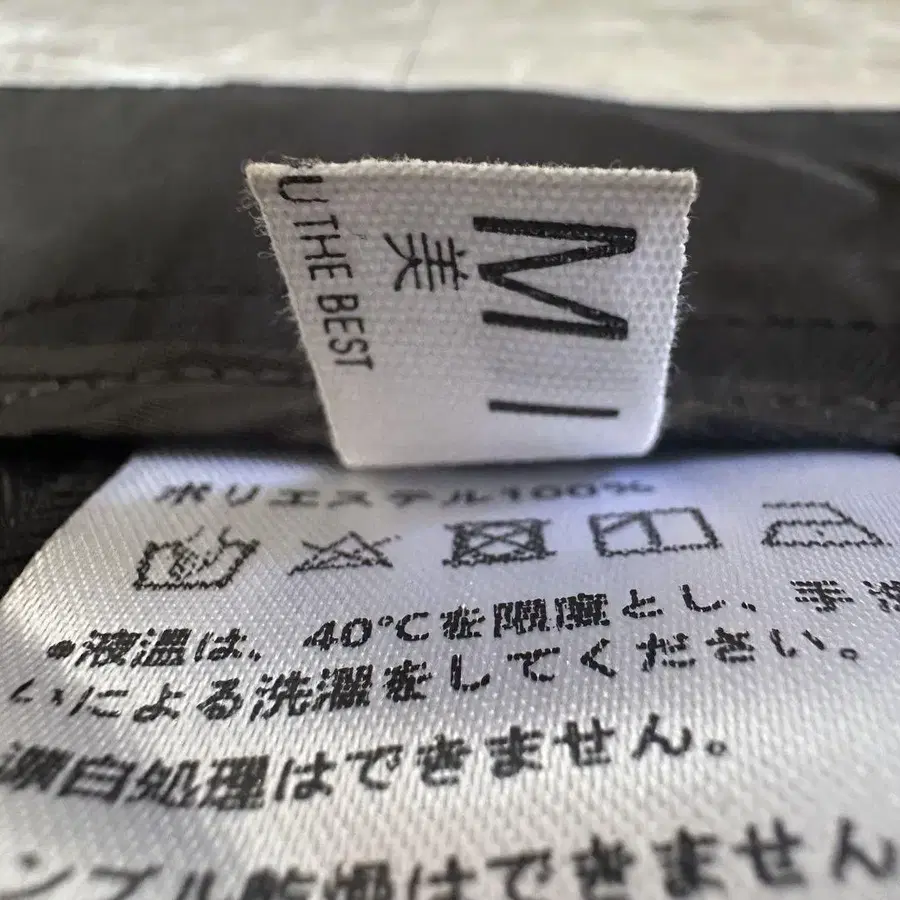 MI
美
U THE BEST
ポリエステル100%
●液温は、40℃を限度とし、手洗
いによる洗濯をしてください。
漂白処理はできません。
ンブル乾燥はできません